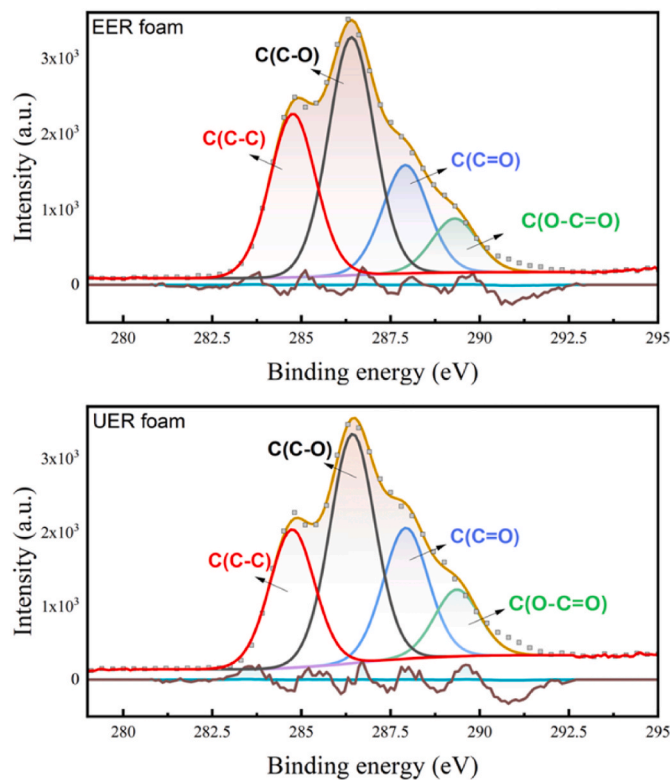 EER foam
C(C-O)
C(C-C)
C(C=O)
C(O-C=O)
3x10³
2x10³
1x10³
0
Intensity (a.u.)
280 282.5 285 287.5 290 292.5 295
Binding energy (eV)
UER foam
C(C-O)
C(C-C)
C(C=O)
C(O-C=O)
3x10³
2x10³
1x10³
0
Intensity (a.u.)
280 282.5 285 287.5 290 292.5 295
Binding energy (eV)